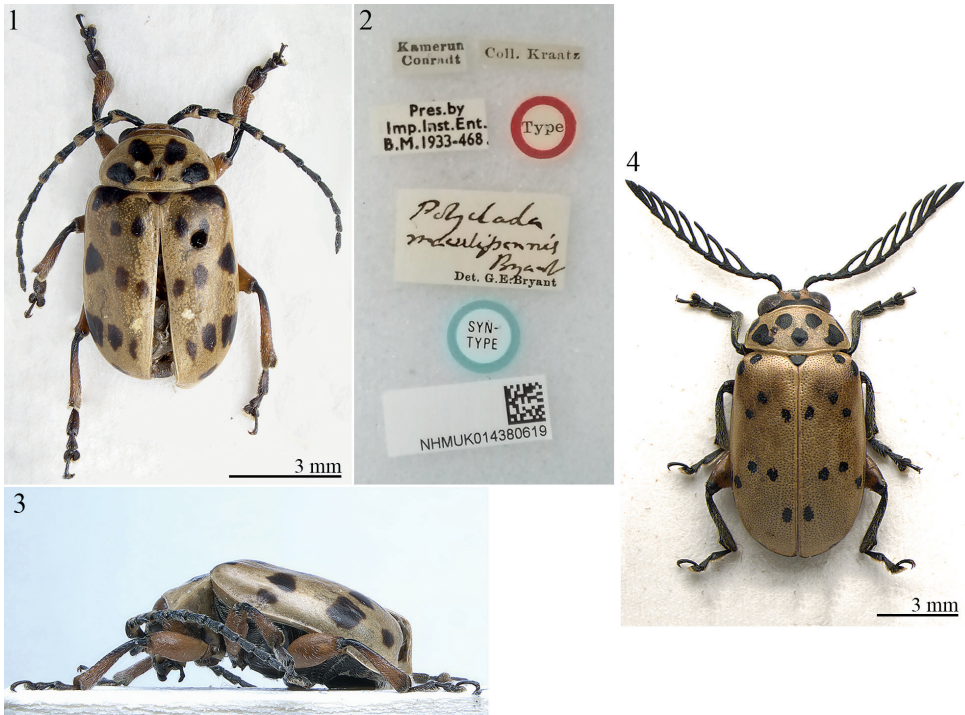 1
3 mm
2
Kamerun
Conradt
Coll. Kraatz
Pres.by
Imp.Inst.Ent.
B.M.1933-468.
Type
Polyclada
maculipennis
Bryant
Det. G.E.Bryant
SYN-
TYPE
NHMUK014380619
3
4
3 mm